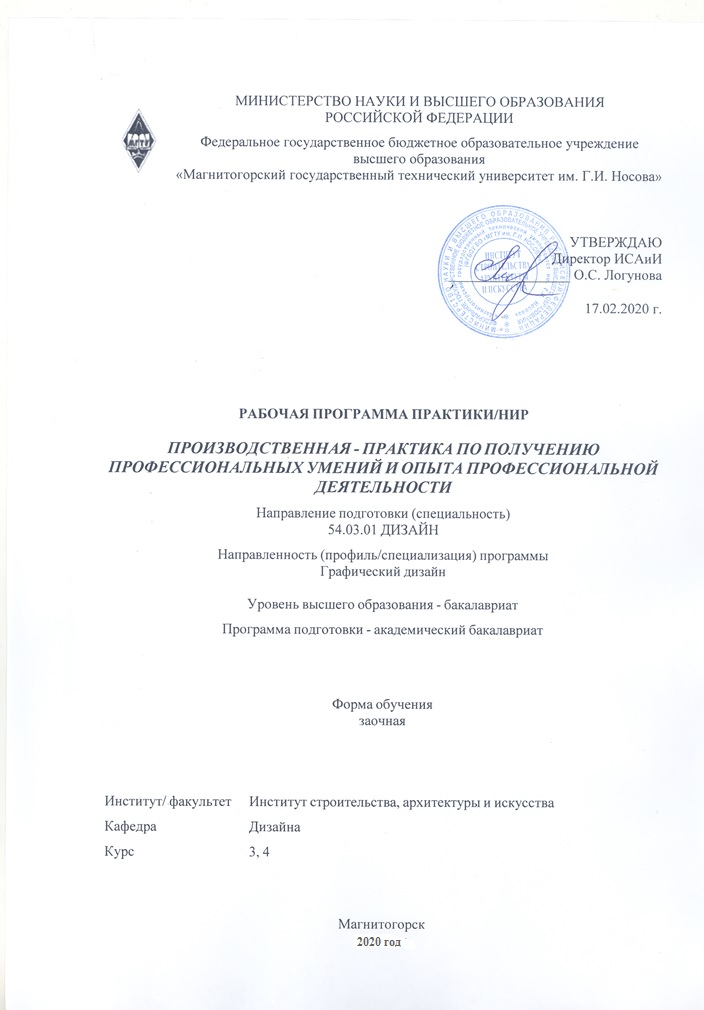 МИНИСТЕРСТВО НАУКИ И ВЫСШЕГО ОБРАЗОВАНИЯ
РОССИЙСКОЙ ФЕДЕРАЦИИ
Федеральное государственное бюджетное образовательное учреждение
высшего образования
«Магнитогорский государственный технический университет им. Г.И. Носова»
УТВЕРЖДАЮ
Директор ИСАиИ
О.С. Логунова
17.02.2020 г.
РАБОЧАЯ ПРОГРАММА ПРАКТИКИ/НИР
ПРОИЗВОДСТВЕННАЯ - ПРАКТИКА ПО ПОЛУЧЕНИЮ
ПРОФЕССИОНАЛЬНЫХ УМЕНИЙ И ОПЫТА ПРОФЕССИОНАЛЬНОЙ
ДЕЯТЕЛЬНОСТИ
Направление подготовки (специальность)
54.03.01 ДИЗАЙН
Направленность (профиль/специализация) программы
Графический дизайн
Уровень высшего образования - бакалавриат
Программа подготовки - академический бакалавриат
Форма обучения
заочная
Институт/ факультет Институт строительства, архитектуры и искусства
Кафедра Дизайна
Курс 3, 4
Магнитогорск
2020 год